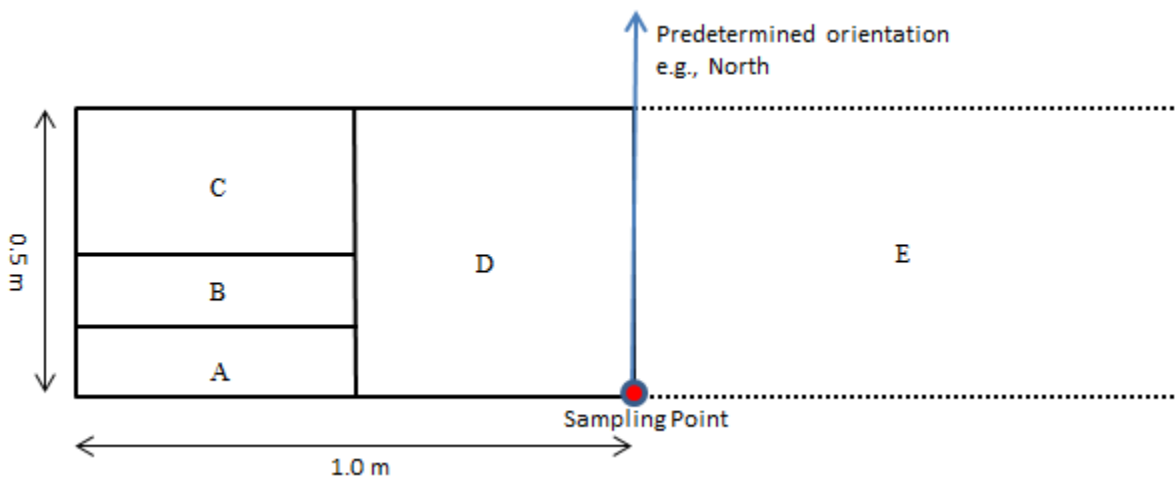 Predetermined orientation
e.g., North
C
E
D
0.5 m
B
A
Sampling Point
1.0 m